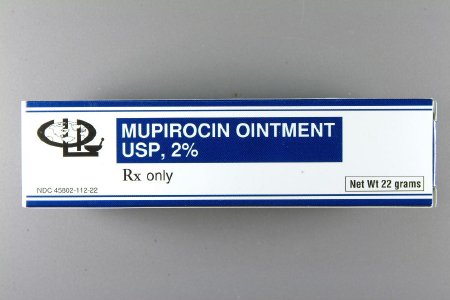 MUPIROCIN OINTMENT
USP, 2%
Rx only
NDC 45802-112-22
Net Wt 22 grams